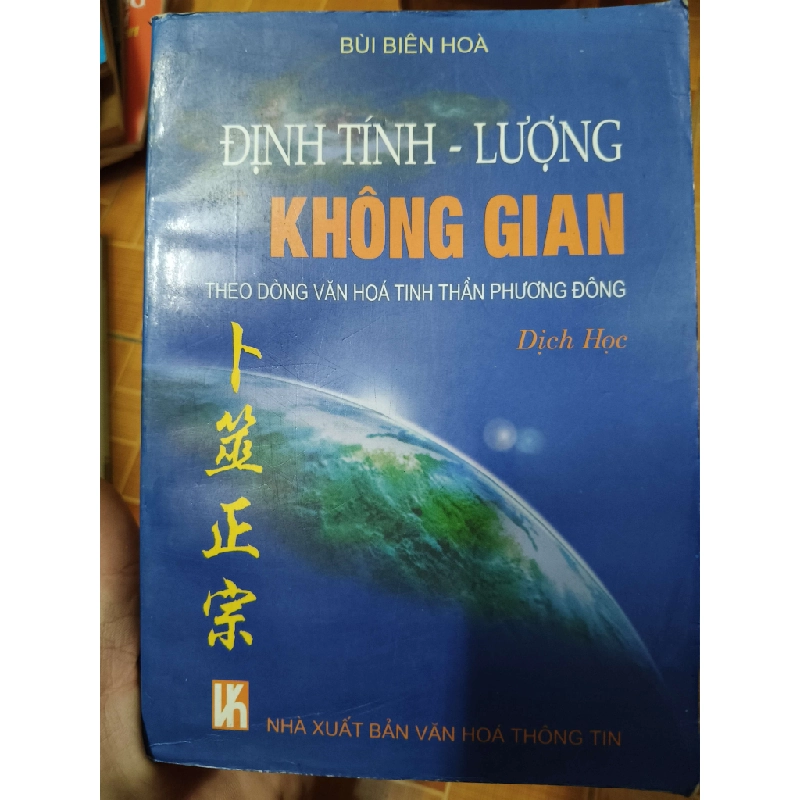 BÙI BIÊN HOÀ
ĐỊNH TÍNH - LƯỢNG
KHÔNG GIAN
THEO DÒNG VĂN HOÁ TINH THẦN PHƯƠNG ĐÔNG
Dịch Học
卜筮正宗
NHÀ XUẤT BẢN VĂN HOÁ THÔNG TIN